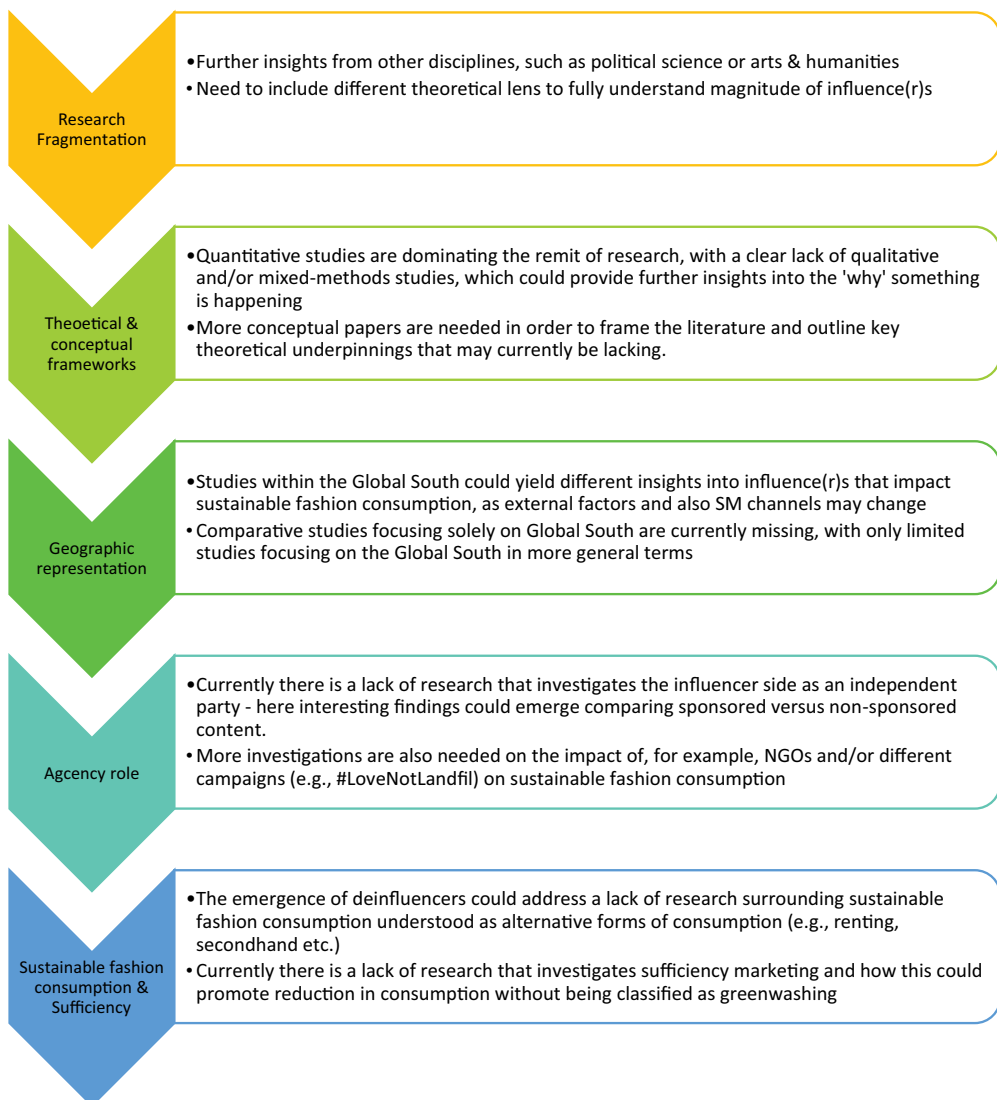 Research
Fragmentation
•Further insights from other disciplines, such as political science or arts & humanities
• Need to include different theoretical lens to fully understand magnitude of influence(r)s
Theoetical &
conceptual
frameworks
•Quantitative studies are dominating the remit of research, with a clear lack of qualitative
and/or mixed-methods studies, which could provide further insights into the 'why' something
is happening
•More conceptual papers are needed in order to frame the literature and outline key
theoretical underpinnings that may currently be lacking.
Geographic
representation
•Studies within the Global South could yield different insights into influence(r)s that impact
sustainable fashion consumption, as external factors and also SM channels may change
•Comparative studies focusing solely on Global South are currently missing, with only limited
studies focusing on the Global South in more general terms
Agcency role
•Currently there is a lack of research that investigates the influencer side as an independent
party - here interesting findings could emerge comparing sponsored versus non-sponsored
content.
•More investigations are also needed on the impact of, for example, NGOs and/or different
campaigns (e.g., #LoveNotLandfil) on sustainable fashion consumption
Sustainable fashion
consumption &
Sufficiency
•The emergence of deinfluencers could address a lack of research surrounding sustainable
fashion consumption understood as alternative forms of consumption (e.g., renting,
secondhand etc.)
•Currently there is a lack of research that investigates sufficiency marketing and how this could
promote reduction in consumption without being classified as greenwashing